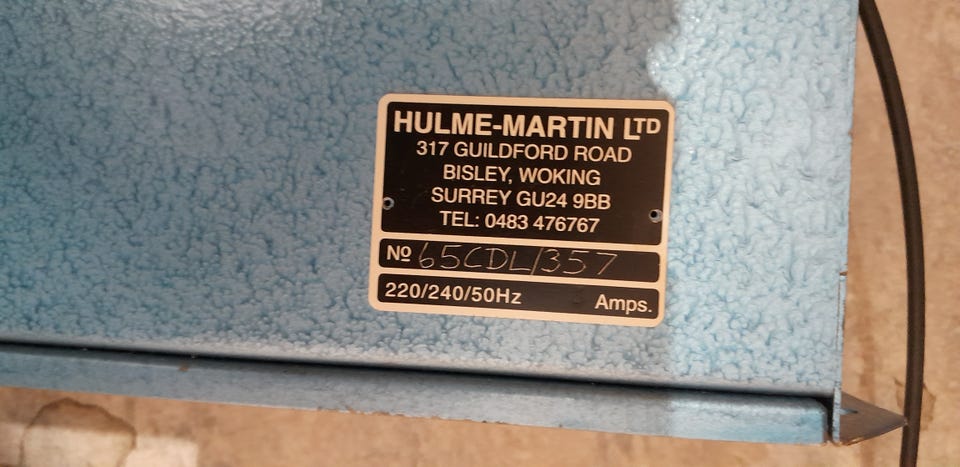 HULME-MARTIN LTD
317 GUILDFORD ROAD
BISLEY, WOKING
SURREY GU24 9BB
TEL: 0483 476767
Nº 65CDL/357
220/240/50Hz Amps.